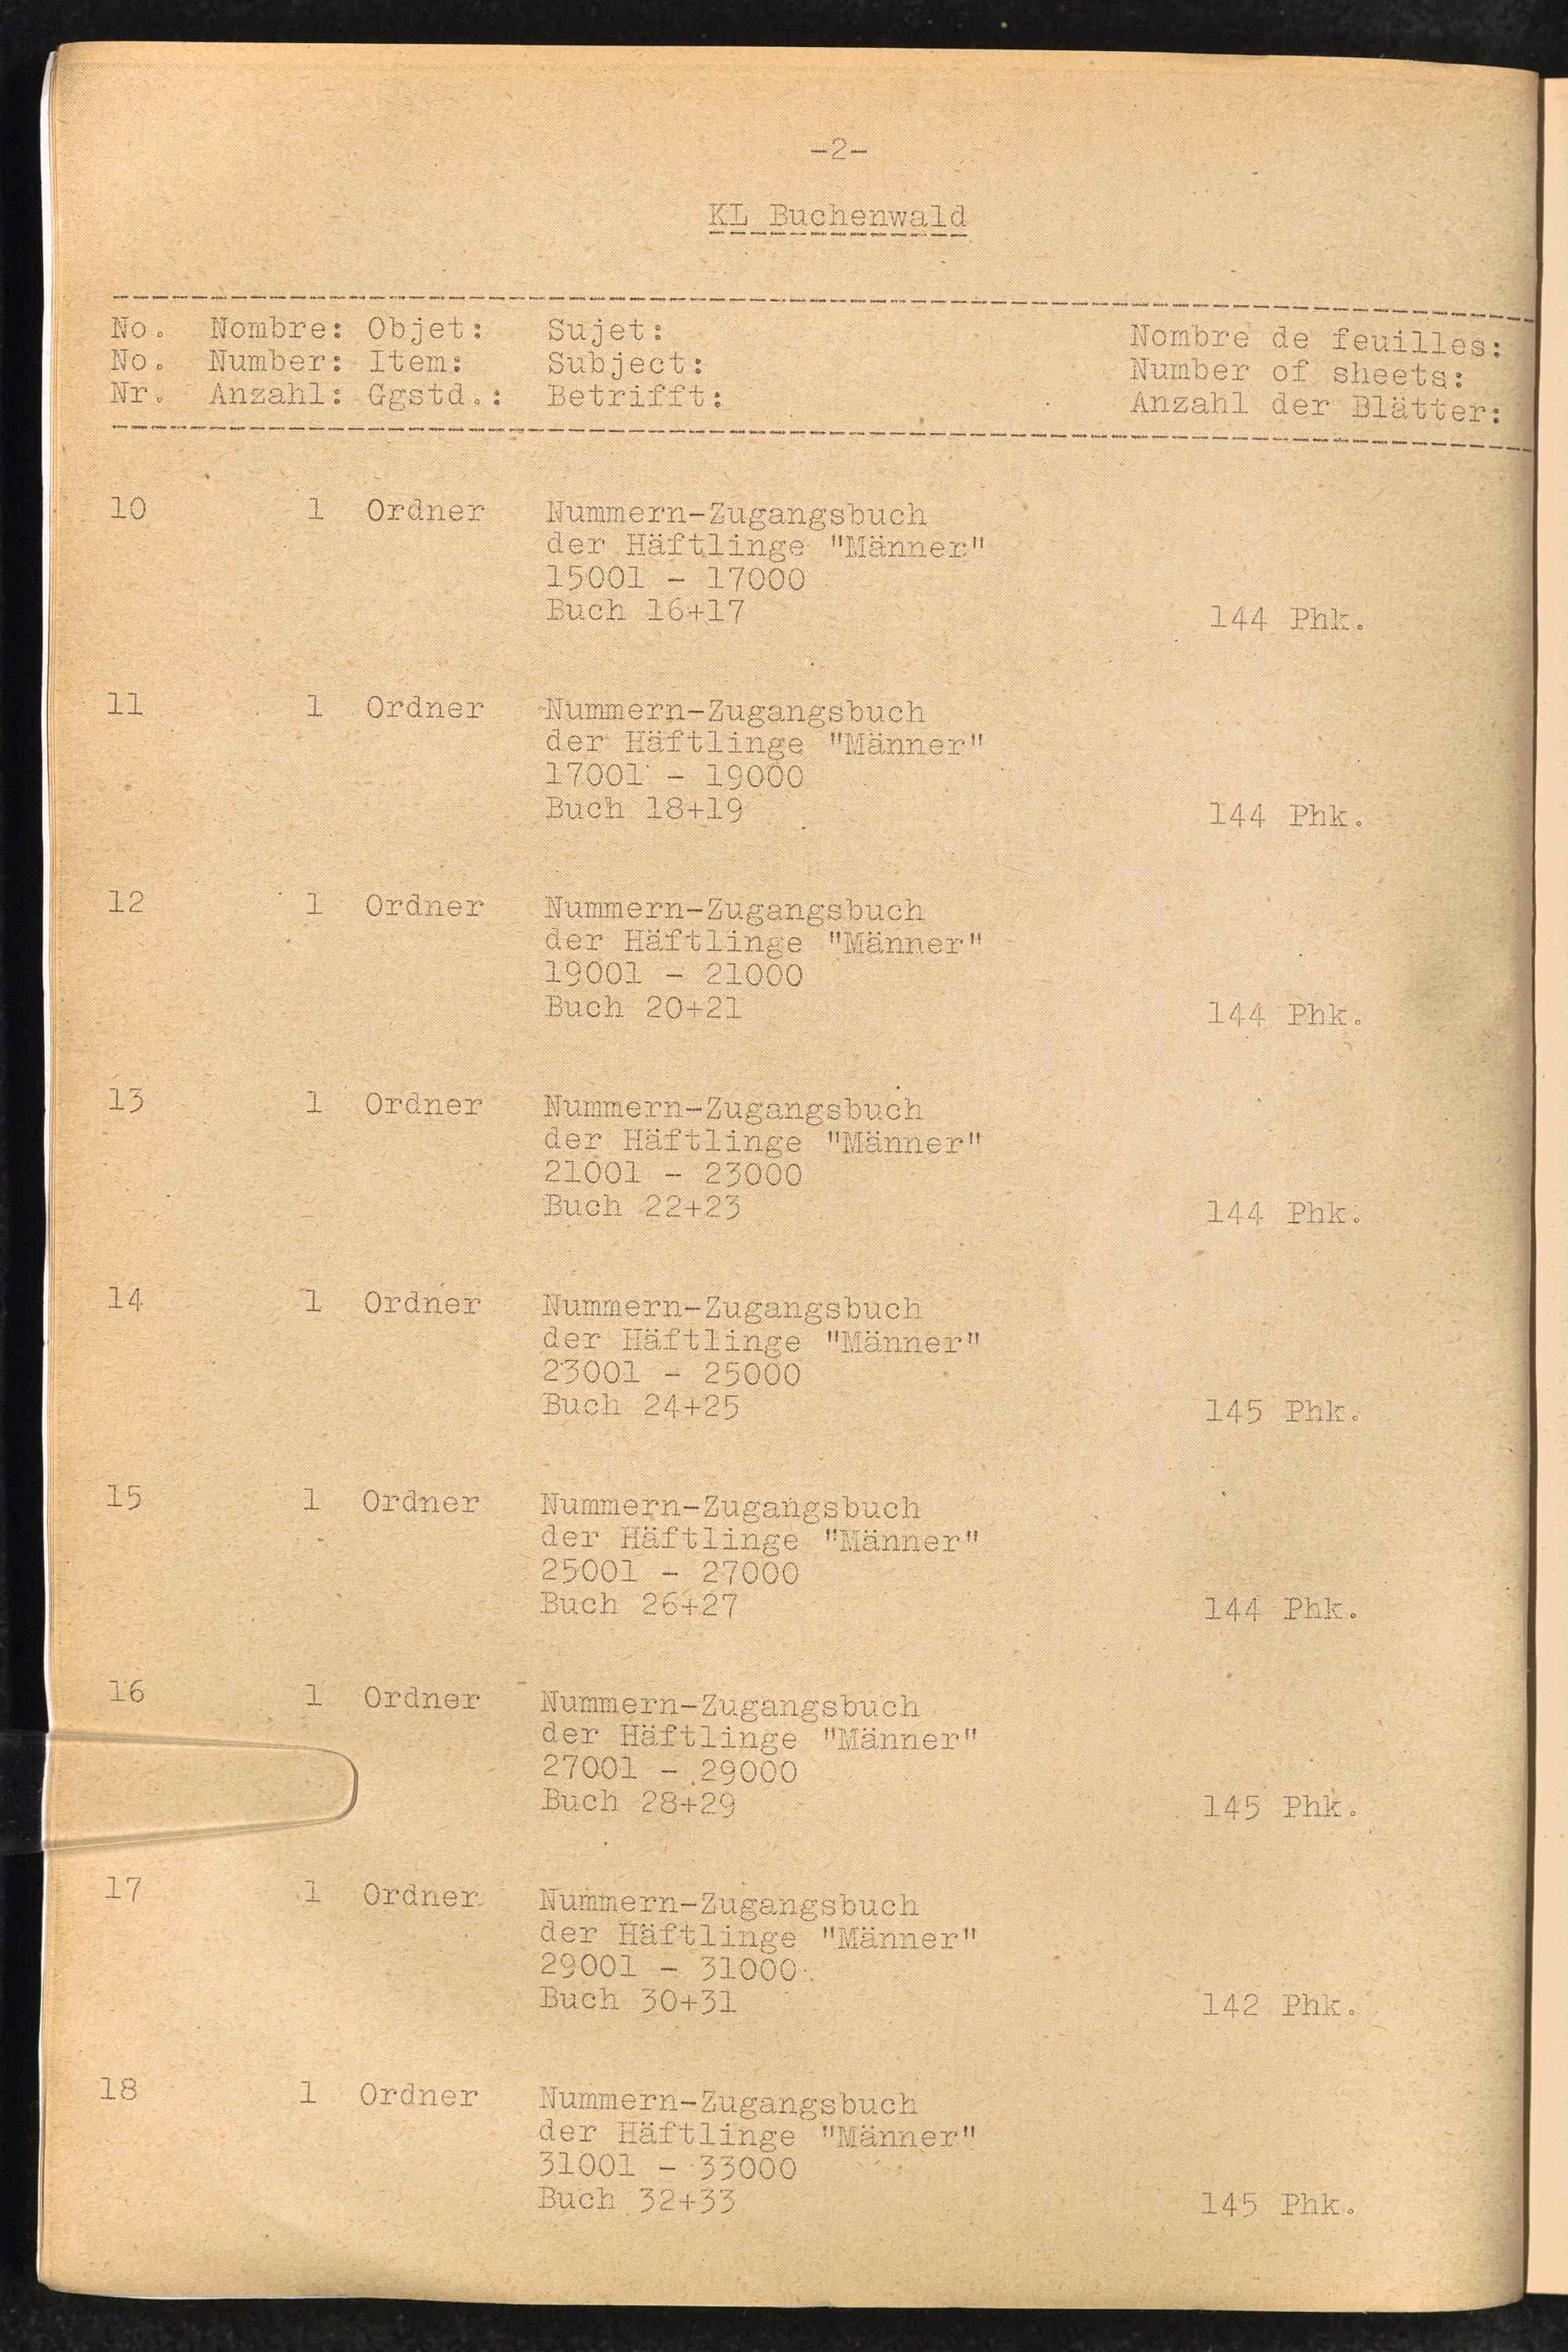 -2-
KL Buchenwald
No. Nombre: Objet: Sujet: Nombre de feuilles:
No. Number: Item: Subject: Number of sheets:
Nr. Anzahl: Ggstd.: Betrifft: Anzahl der Blätter:
10 1 Ordner Nummern-Zugangsbuch
der Häftlinge "Männer"
15001 - 17000
Buch 16+17 144 Phk.
11 1 Ordner Nummern-Zugangsbuch
der Häftlinge "Männer"
17001 - 19000
Buch 18+19 144 Phk.
12 1 Ordner Nummern-Zugangsbuch
der Häftlinge "Männer"
19001 - 21000
Buch 20+21 144 Phk.
13 1 Ordner Nummern-Zugangsbuch
der Häftlinge "Männer"
21001 - 23000
Buch 22+23 144 Phk.
14 1 Ordner Nummern-Zugangsbuch
der Häftlinge "Männer"
23001 - 25000
Buch 24+25 145 Phk.
15 1 Ordner Nummern-Zugangsbuch
der Häftlinge "Männer"
25001 - 27000
Buch 26+27 144 Phk.
16 1 Ordner Nummern-Zugangsbuch
der Häftlinge "Männer"
27001 - 29000
Buch 28+29 145 Phk.
17 1 Ordner Nummern-Zugangsbuch
der Häftlinge "Männer"
29001 - 31000
Buch 30+31 142 Phk.
18 1 Ordner Nummern-Zugangsbuch
der Häftlinge "Männer"
31001 - 33000
Buch 32+33 145 Phk.